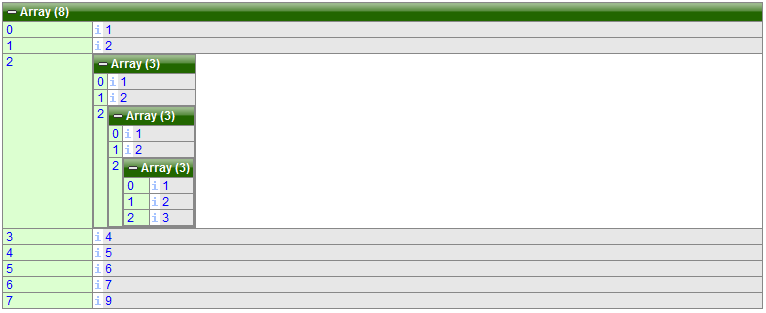 Array (8)
0 i 1
1 i 2
2 Array (3)
0 i 1
1 i 2
2 Array (3)
0 i 1
1 i 2
2 Array (3)
0 i 1
1 i 2
2 i 3
3 i 4
4 i 5
5 i 6
6 i 7
7 i 9